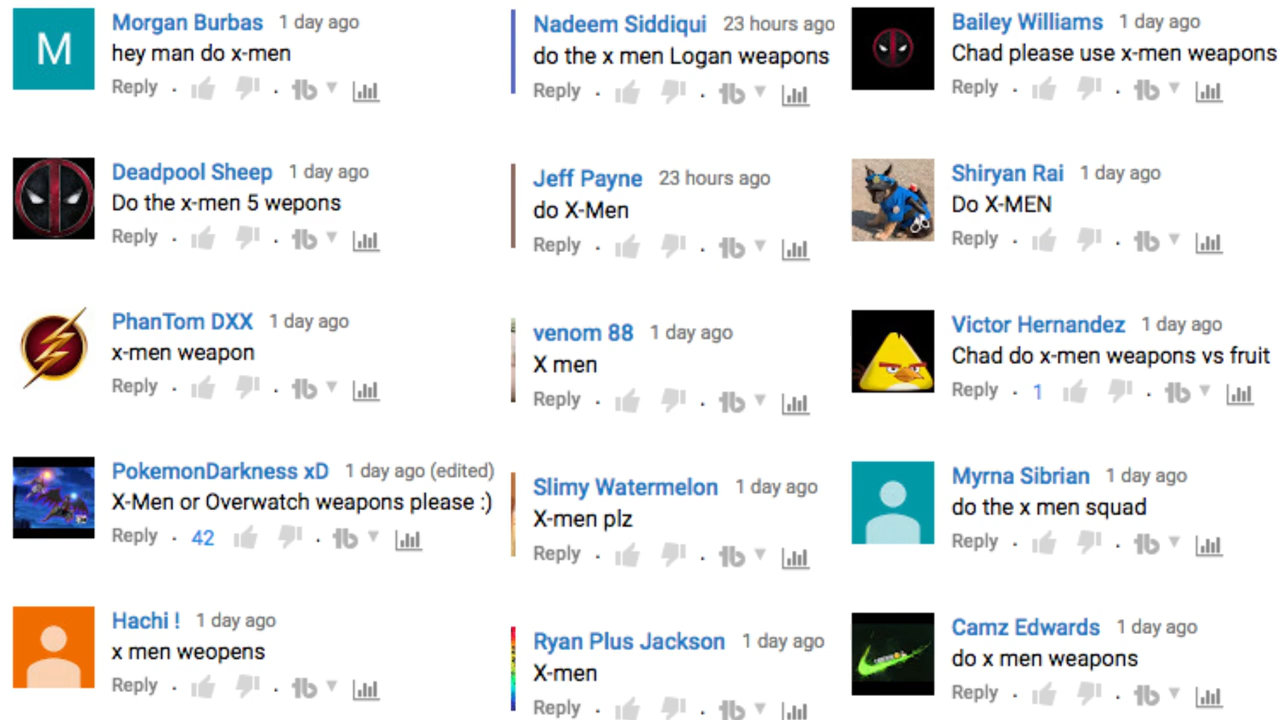 M
Morgan Burbas 1 day ago
hey man do x-men
Reply
Deadpool Sheep 1 day ago
Do the x-men 5 wepons
Reply
PhanTom DXX 1 day ago
x-men weapon
Reply
PokemonDarkness xD 1 day ago (edited)
X-Men or Overwatch weapons please :)
Reply · 42
Hachi ! 1 day ago
x men weopens
Reply
Nadeem Siddiqui 23 hours ago
do the x men Logan weapons
Reply
Jeff Payne 23 hours ago
do X-Men
Reply
venom 88 1 day ago
X men
Reply
Slimy Watermelon 1 day ago
X-men plz
Reply
Ryan Plus Jackson 1 day ago
X-men
Reply
Bailey Williams 1 day ago
Chad please use x-men weapons
Reply
Shiryan Rai 1 day ago
Do X-MEN
Reply
Victor Hernandez 1 day ago
Chad do x-men weapons vs fruit
Reply · 1
Myrna Sibrian 1 day ago
do the x men squad
Reply
Camz Edwards 1 day ago
do x men weapons
Reply